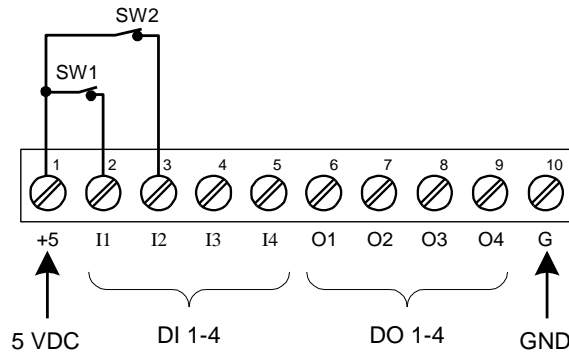 SW2
SW1
1 2 3 4 5 6 7 8 9 10
+5 I1 I2 I3 I4 O1 O2 O3 O4 G
5 VDC DI 1-4 DO 1-4 GND